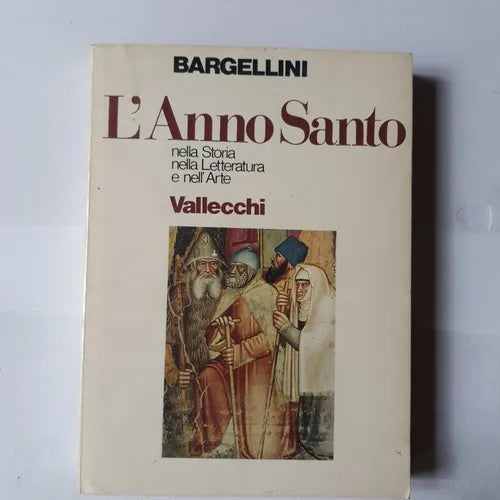 BARGELLINI
L'Anno Santo
nella Storia
nella Letteratura
e nell'Arte
Vallecchi